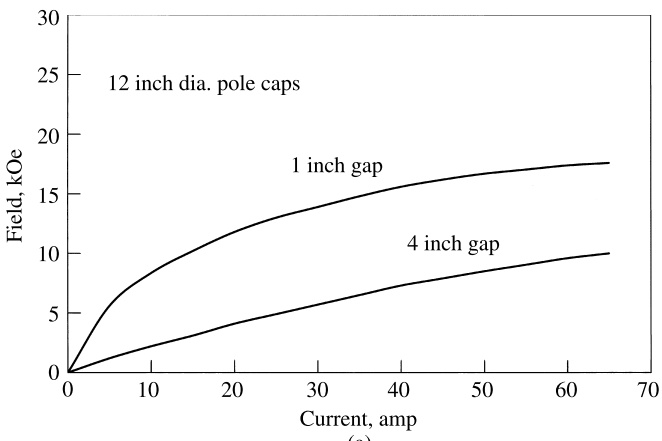 30
25
12 inch dia. pole caps
20
1 inch gap
15
Field, kOe
4 inch gap
10
5
0
0 10 20 30 40 50 60 70
Current, amp